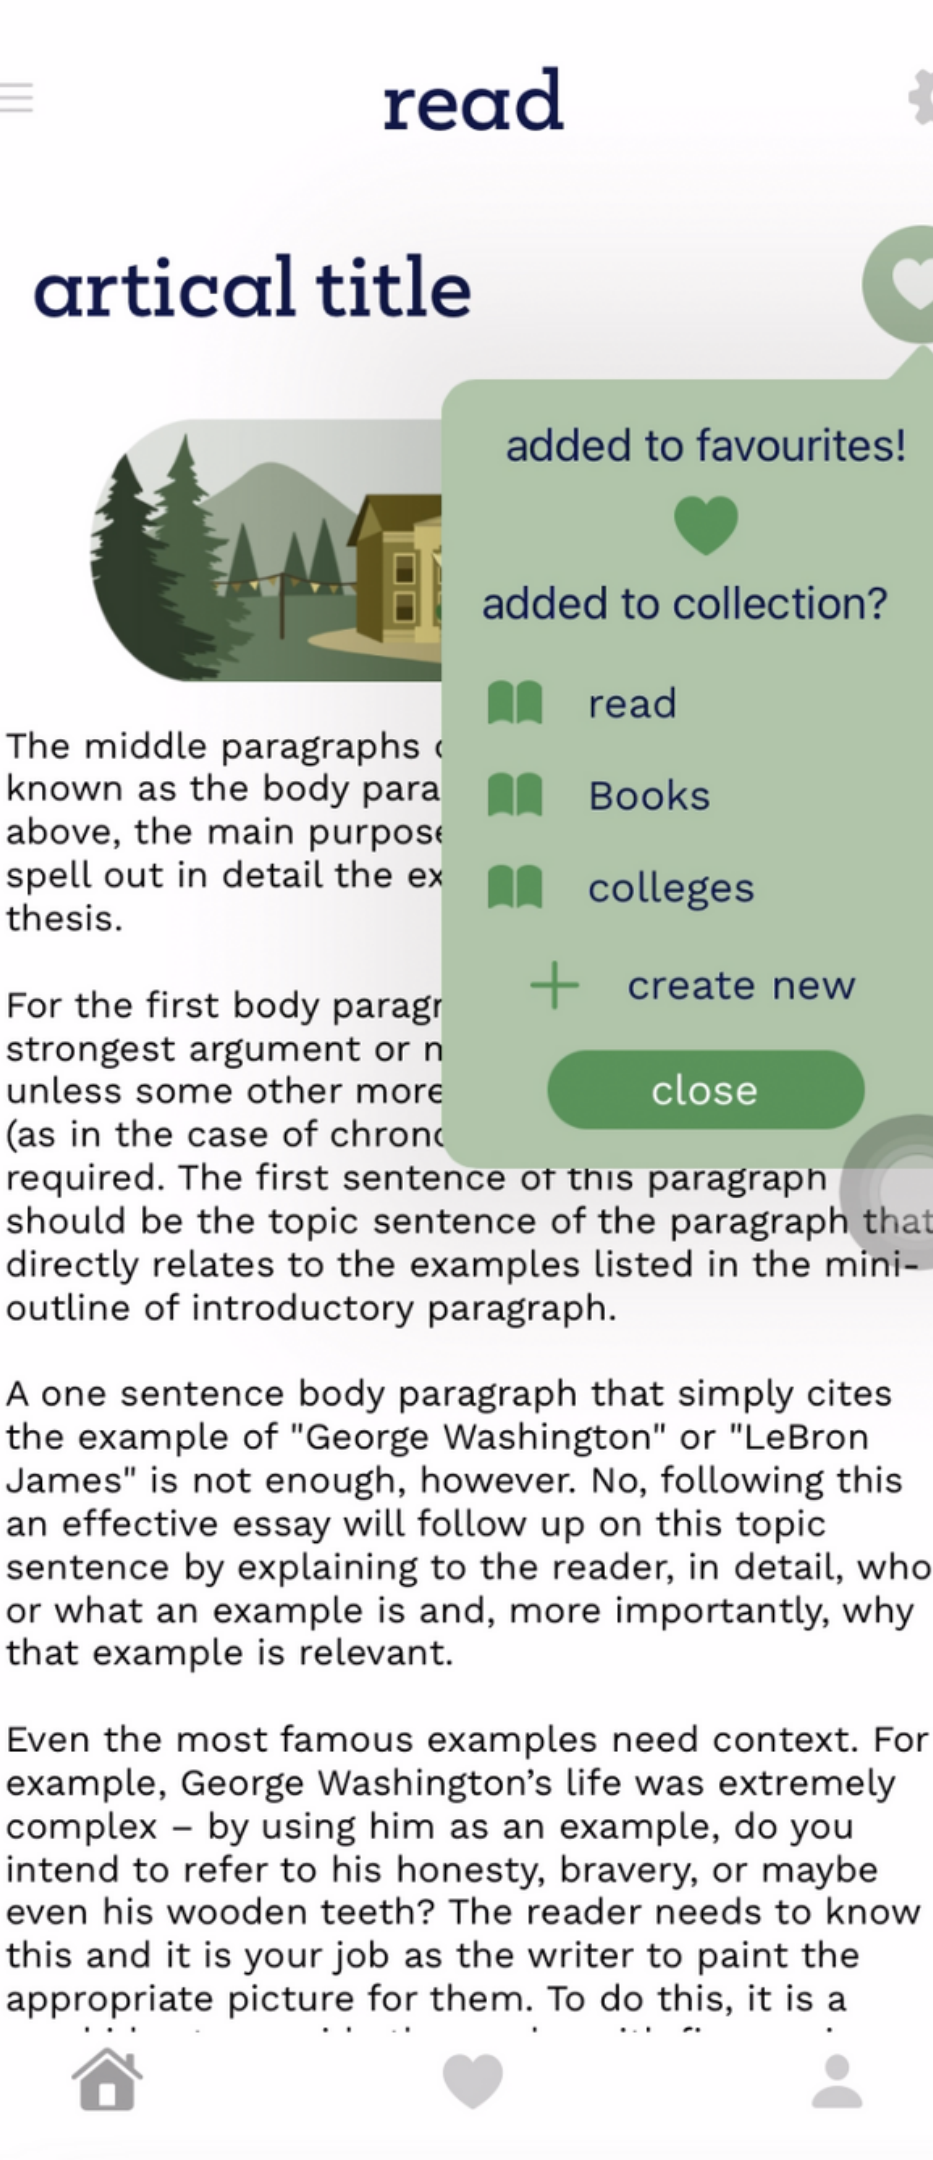 read
artical title
added to favourites!
added to collection?
read
Books
colleges
create new
close
The middle paragraphs
known as the body para
above, the main purpose
spell out in detail the ex
thesis.
For the first body paragr
strongest argument or
unless some other more
(as in the case of chrono
required. The first sentence of this paragraph
should be the topic sentence of the paragraph that
directly relates to the examples listed in the mini-
outline of introductory paragraph.
A one sentence body paragraph that simply cites
the example of "George Washington" or "LeBron
James" is not enough, however. No, following this
an effective essay will follow up on this topic
sentence by explaining to the reader, in detail, who
or what an example is and, more importantly, why
that example is relevant.
Even the most famous examples need context. For
example, George Washington’s life was extremely
complex – by using him as an example, do you
intend to refer to his honesty, bravery, or maybe
even his wooden teeth? The reader needs to know
this and it is your job as the writer to paint the
appropriate picture for them. To do this, it is a